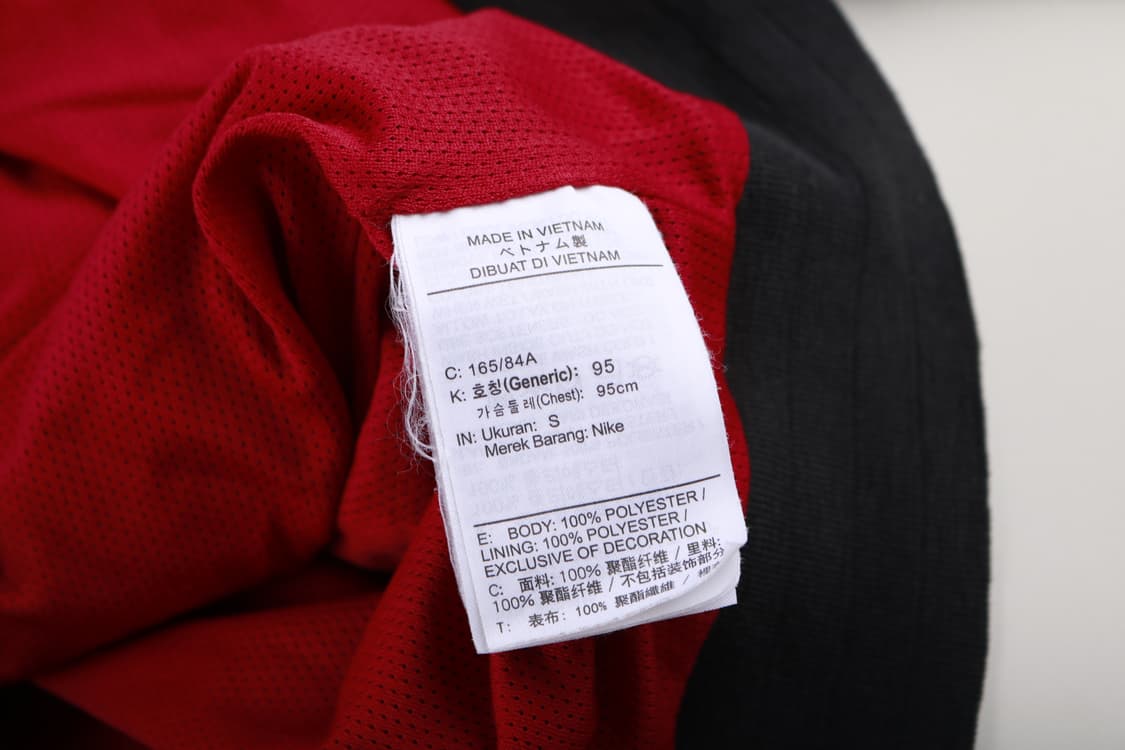 MADE IN VIETNAM
ベトナム製
DIBUAT DI VIETNAM
C: 165/84A
K: 호칭(Generic): 95
가슴둘레(Chest): 95cm
IN: Ukuran: S
Merek Barang: Nike
E: BODY: 100% POLYESTER /
LINING: 100% POLYESTER /
EXCLUSIVE OF DECORATION
C: 面料: 100% 聚酯纤维 / 里料:
100% 聚酯纤维 / 不包括装饰部分
T: 表布: 100% 聚酯纖維 /